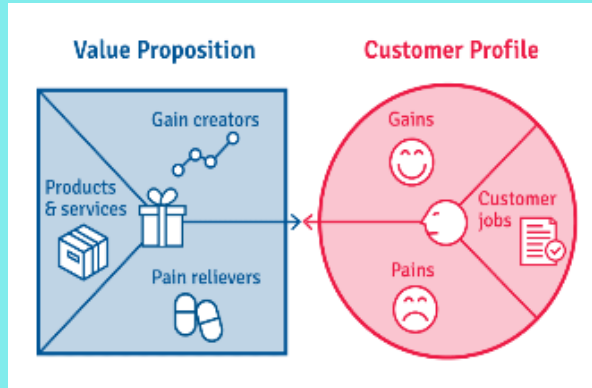 Value Proposition
Customer Profile
Gain creators
Products
& services
Pain relievers
Gains
Customer
jobs
Pains